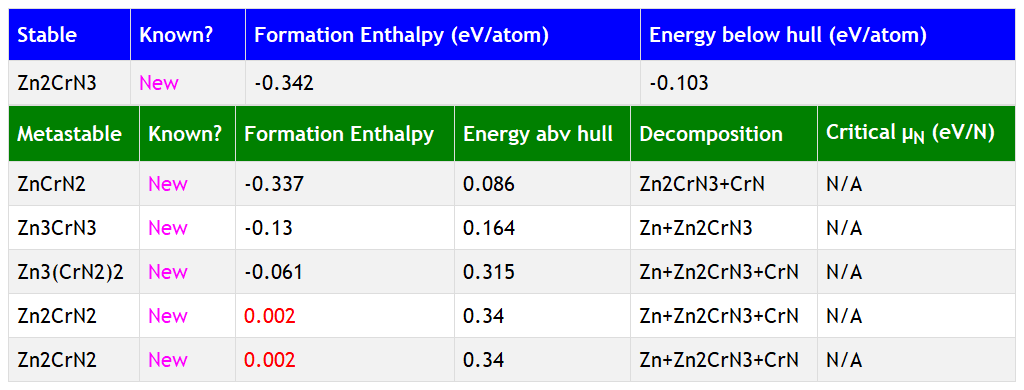 Stable Known? Formation Enthalpy (eV/atom) Energy below hull (eV/atom)
Zn2CrN3 New -0.342 -0.103
Metastable Known? Formation Enthalpy Energy abv hull Decomposition Critical μN (eV/N)
ZnCrN2 New -0.337 0.086 Zn2CrN3+CrN N/A
Zn3CrN3 New -0.13 0.164 Zn+Zn2CrN3 N/A
Zn3(CrN2)2 New -0.061 0.315 Zn+Zn2CrN3+CrN N/A
Zn2CrN2 New 0.002 0.34 Zn+Zn2CrN3+CrN N/A
Zn2CrN2 New 0.002 0.34 Zn+Zn2CrN3+CrN N/A